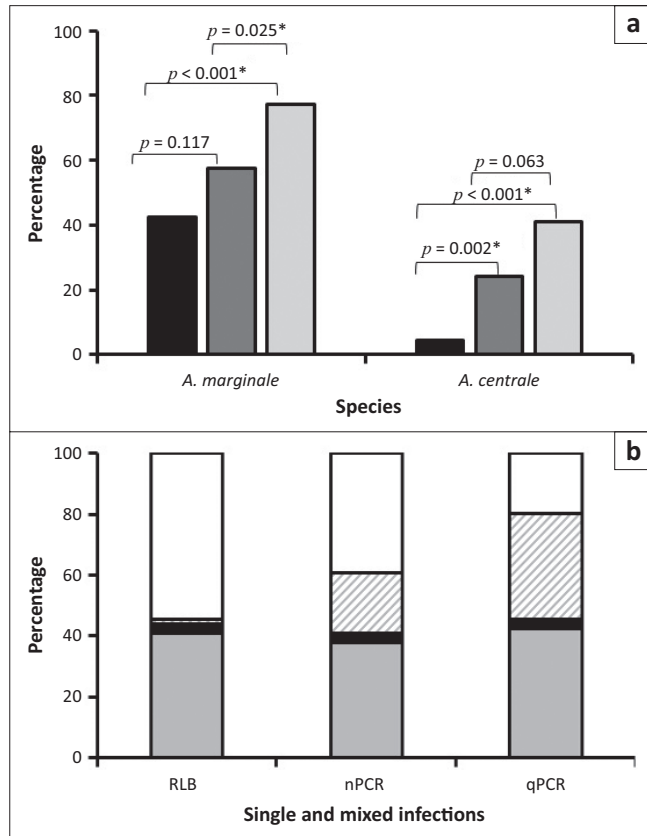 a
100
80
60
40
20
0
Percentage
p = 0.025*
p < 0.001*
p = 0.117
p = 0.063
p < 0.001*
p = 0.002*
A. marginale
A. centrale
Species
b
100
80
60
40
20
0
Percentage
RLB
nPCR
qPCR
Single and mixed infections